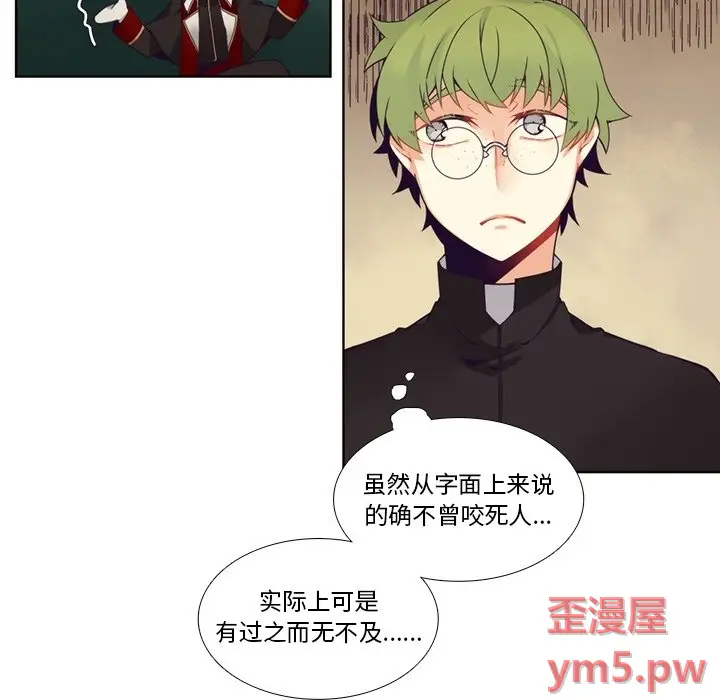 虽然从字面上来说
的确不曾咬死人...
实际上可是
有过之而无不及......
歪漫屋
ym5.pw